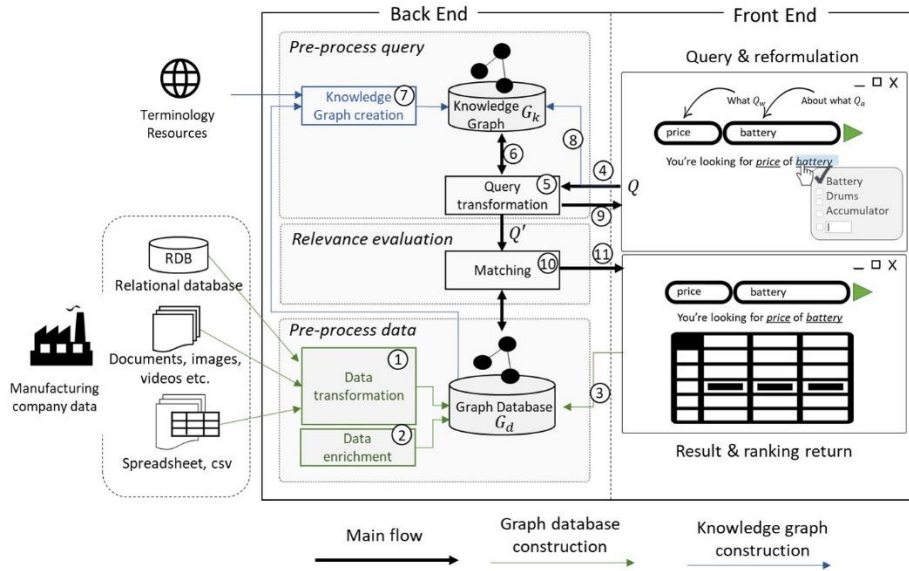 Back End
Front End
Pre-process query
Query & reformulation
Terminology
Resources
Knowledge
Graph creation
7
Knowledge
Graph
G_k
6
8
4
Query
transformation
5
Q
9
_ X
What Q_w
About what Q_a
price
battery
You're looking for price of battery
Battery
Drums
Accumulator
Q'
Relevance evaluation
Matching
10
11
_ X
price
battery
You're looking for price of battery
Result & ranking return
RDB
Relational database
Documents, images,
videos etc.
Spreadsheet, csv
Manufacturing
company data
Pre-process data
1
Data
transformation
2
Data
enrichment
Graph Database
G_d
3
Main flow
Graph database
construction
Knowledge graph
construction